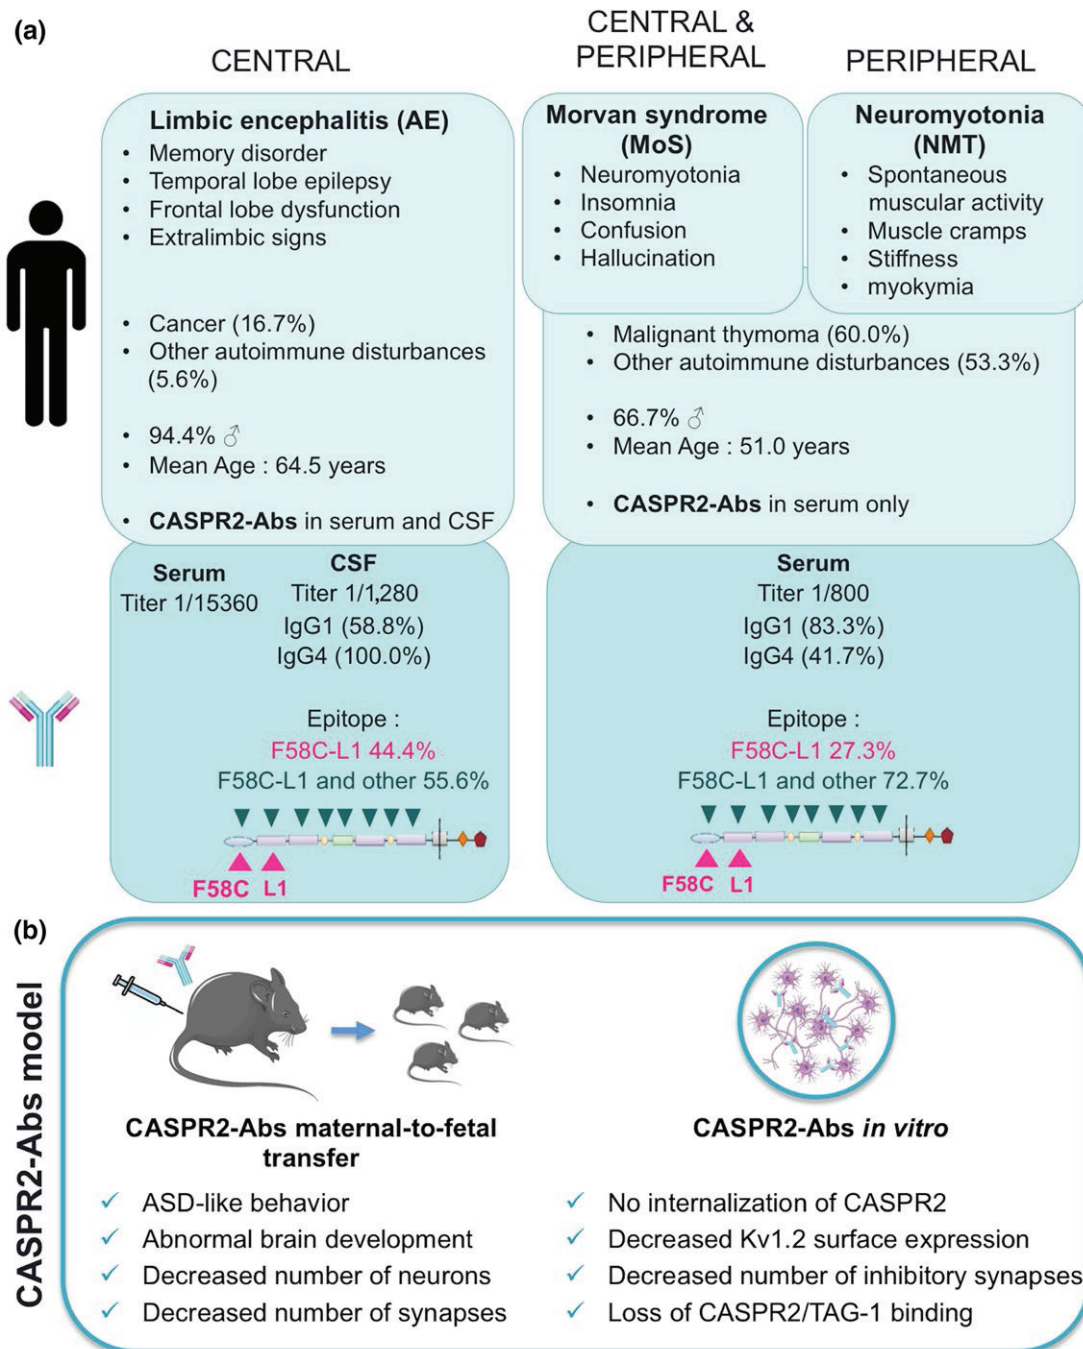 (a)
CENTRAL
CENTRAL &
PERIPHERAL
PERIPHERAL
Limbic encephalitis (AE)
• Memory disorder
• Temporal lobe epilepsy
• Frontal lobe dysfunction
• Extralimbic signs
• Cancer (16.7%)
• Other autoimmune disturbances
(5.6%)
• 94.4% ♂
• Mean Age : 64.5 years
• CASPR2-Abs in serum and CSF
Morvan syndrome
(MoS)
• Neuromyotonia
• Insomnia
• Confusion
• Hallucination
Neuromyotonia
(NMT)
• Spontaneous
muscular activity
• Muscle cramps
• Stiffness
• myokymia
• Malignant thymoma (60.0%)
• Other autoimmune disturbances (53.3%)
• 66.7% ♂
• Mean Age : 51.0 years
• CASPR2-Abs in serum only
Serum
Titer 1/15360
CSF
Titer 1/1,280
IgG1 (58.8%)
IgG4 (100.0%)
Epitope :
F58C-L1 44.4%
F58C-L1 and other 55.6%
F58C L1
Serum
Titer 1/800
IgG1 (83.3%)
IgG4 (41.7%)
Epitope :
F58C-L1 27.3%
F58C-L1 and other 72.7%
F58C L1
(b)
CASPR2-Abs model
CASPR2-Abs maternal-to-fetal
transfer
✓ ASD-like behavior
✓ Abnormal brain development
✓ Decreased number of neurons
✓ Decreased number of synapses
CASPR2-Abs in vitro
✓ No internalization of CASPR2
✓ Decreased Kv1.2 surface expression
✓ Decreased number of inhibitory synapses
✓ Loss of CASPR2/TAG-1 binding